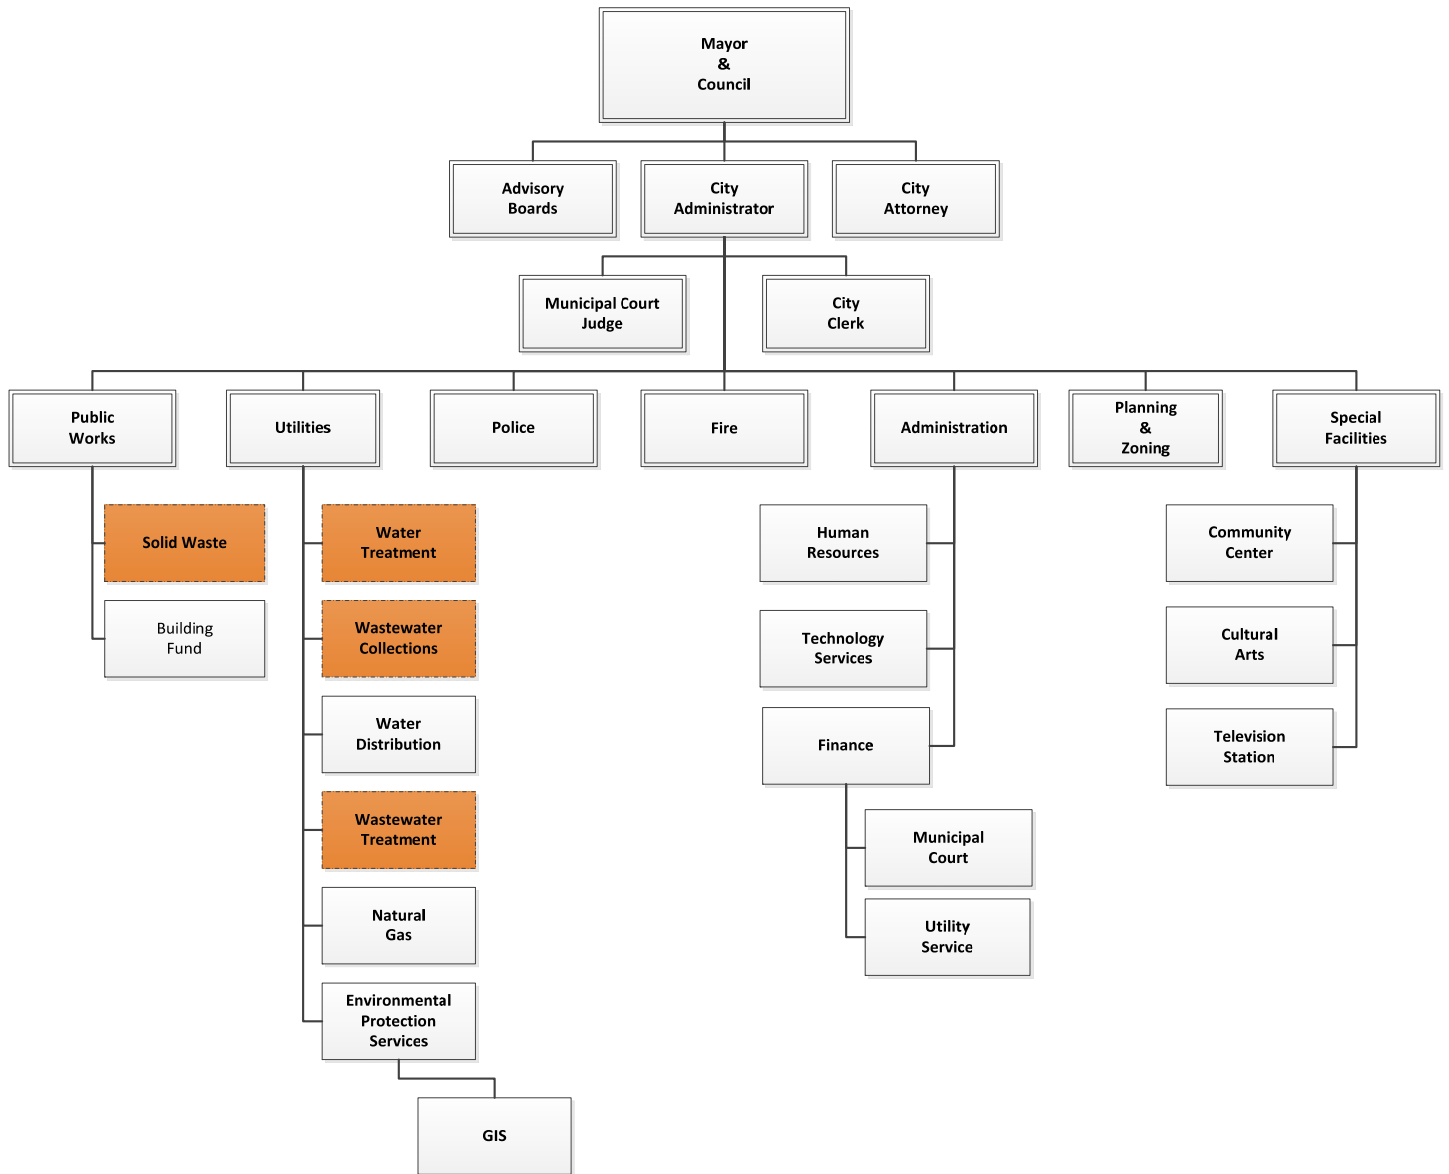 Mayor
&
Council
Advisory
Boards
City
Administrator
City
Attorney
Municipal Court
Judge
City
Clerk
Public
Works
Utilities
Police
Fire
Administration
Planning
&
Zoning
Special
Facilities
Solid Waste
Building
Fund
Water
Treatment
Wastewater
Collections
Water
Distribution
Wastewater
Treatment
Natural
Gas
Environmental
Protection
Services
GIS
Human
Resources
Technology
Services
Finance
Municipal
Court
Utility
Service
Community
Center
Cultural
Arts
Television
Station